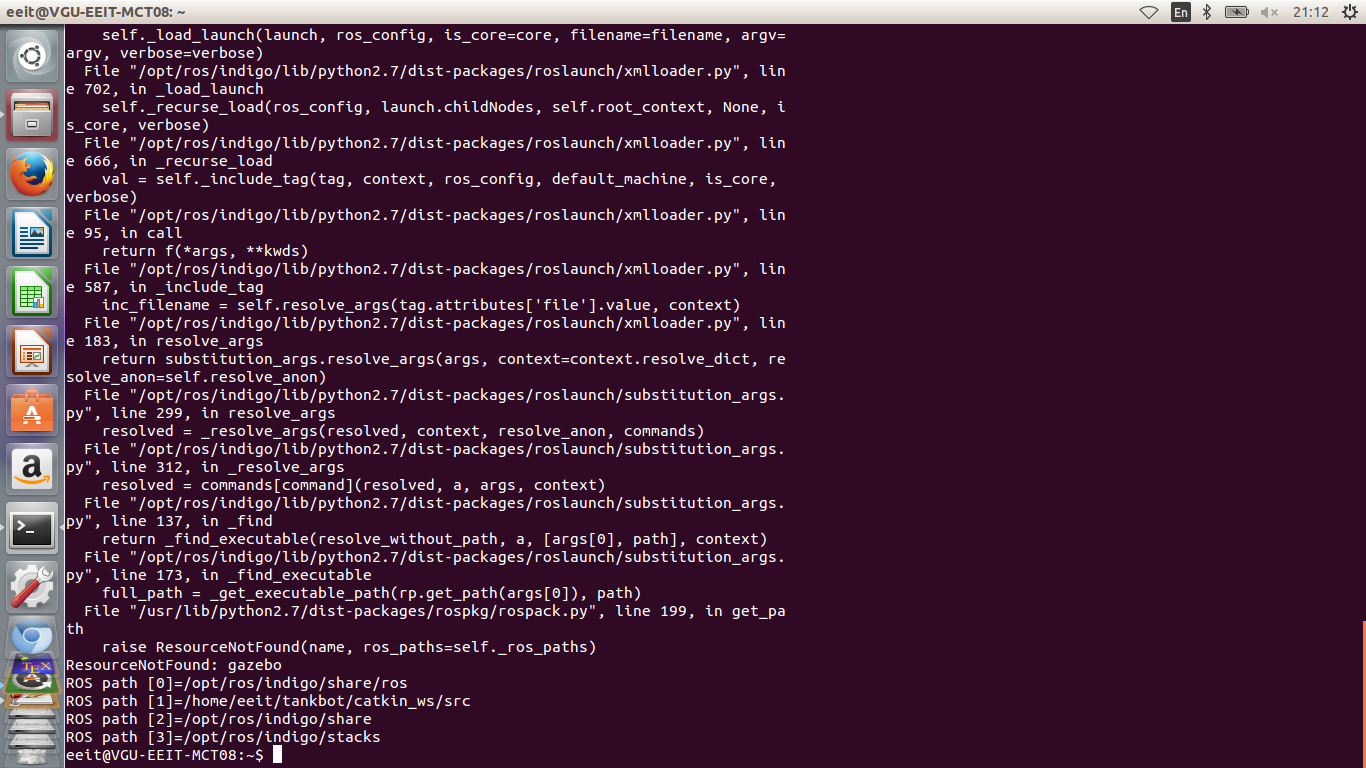 eeit@VGU-EEIT-MCT08: ~
En
21:12
    self._load_launch(launch, ros_config, is_core=core, filename=filename, argv=
argv, verbose=verbose)
  File "/opt/ros/indigo/lib/python2.7/dist-packages/roslaunch/xmlloader.py", lin
e 702, in _load_launch
    self._recurse_load(ros_config, launch.childNodes, self.root_context, None, i
s_core, verbose)
  File "/opt/ros/indigo/lib/python2.7/dist-packages/roslaunch/xmlloader.py", lin
e 666, in _recurse_load
    val = self._include_tag(tag, context, ros_config, default_machine, is_core, 
verbose)
  File "/opt/ros/indigo/lib/python2.7/dist-packages/roslaunch/xmlloader.py", lin
e 95, in call
    return f(*args, **kwds)
  File "/opt/ros/indigo/lib/python2.7/dist-packages/roslaunch/xmlloader.py", lin
e 587, in _include_tag
    inc_filename = self.resolve_args(tag.attributes['file'].value, context)
  File "/opt/ros/indigo/lib/python2.7/dist-packages/roslaunch/xmlloader.py", lin
e 183, in resolve_args
    return substitution_args.resolve_args(args, context=context.resolve_dict, re
solve_anon=self.resolve_anon)
  File "/opt/ros/indigo/lib/python2.7/dist-packages/roslaunch/substitution_args.
py", line 299, in resolve_args
    resolved = _resolve_args(resolved, context, resolve_anon, commands)
  File "/opt/ros/indigo/lib/python2.7/dist-packages/roslaunch/substitution_args.
py", line 312, in _resolve_args
    resolved = commands[command](resolved, a, args, context)
  File "/opt/ros/indigo/lib/python2.7/dist-packages/roslaunch/substitution_args.
py", line 137, in _find
    return _find_executable(resolve_without_path, a, [args[0], path], context)
  File "/opt/ros/indigo/lib/python2.7/dist-packages/roslaunch/substitution_args.
py", line 173, in _find_executable
    full_path = _get_executable_path(rp.get_path(args[0]), path)
  File "/usr/lib/python2.7/dist-packages/rospkg/rospack.py", line 199, in get_pa
th
    raise ResourceNotFound(name, ros_paths=self._ros_paths)
ResourceNotFound: gazebo
ROS path [0]=/opt/ros/indigo/share/ros
ROS path [1]=/home/eeit/tankbot/catkin_ws/src
ROS path [2]=/opt/ros/indigo/share
ROS path [3]=/opt/ros/indigo/stacks
eeit@VGU-EEIT-MCT08:~$
a
>_
TEX